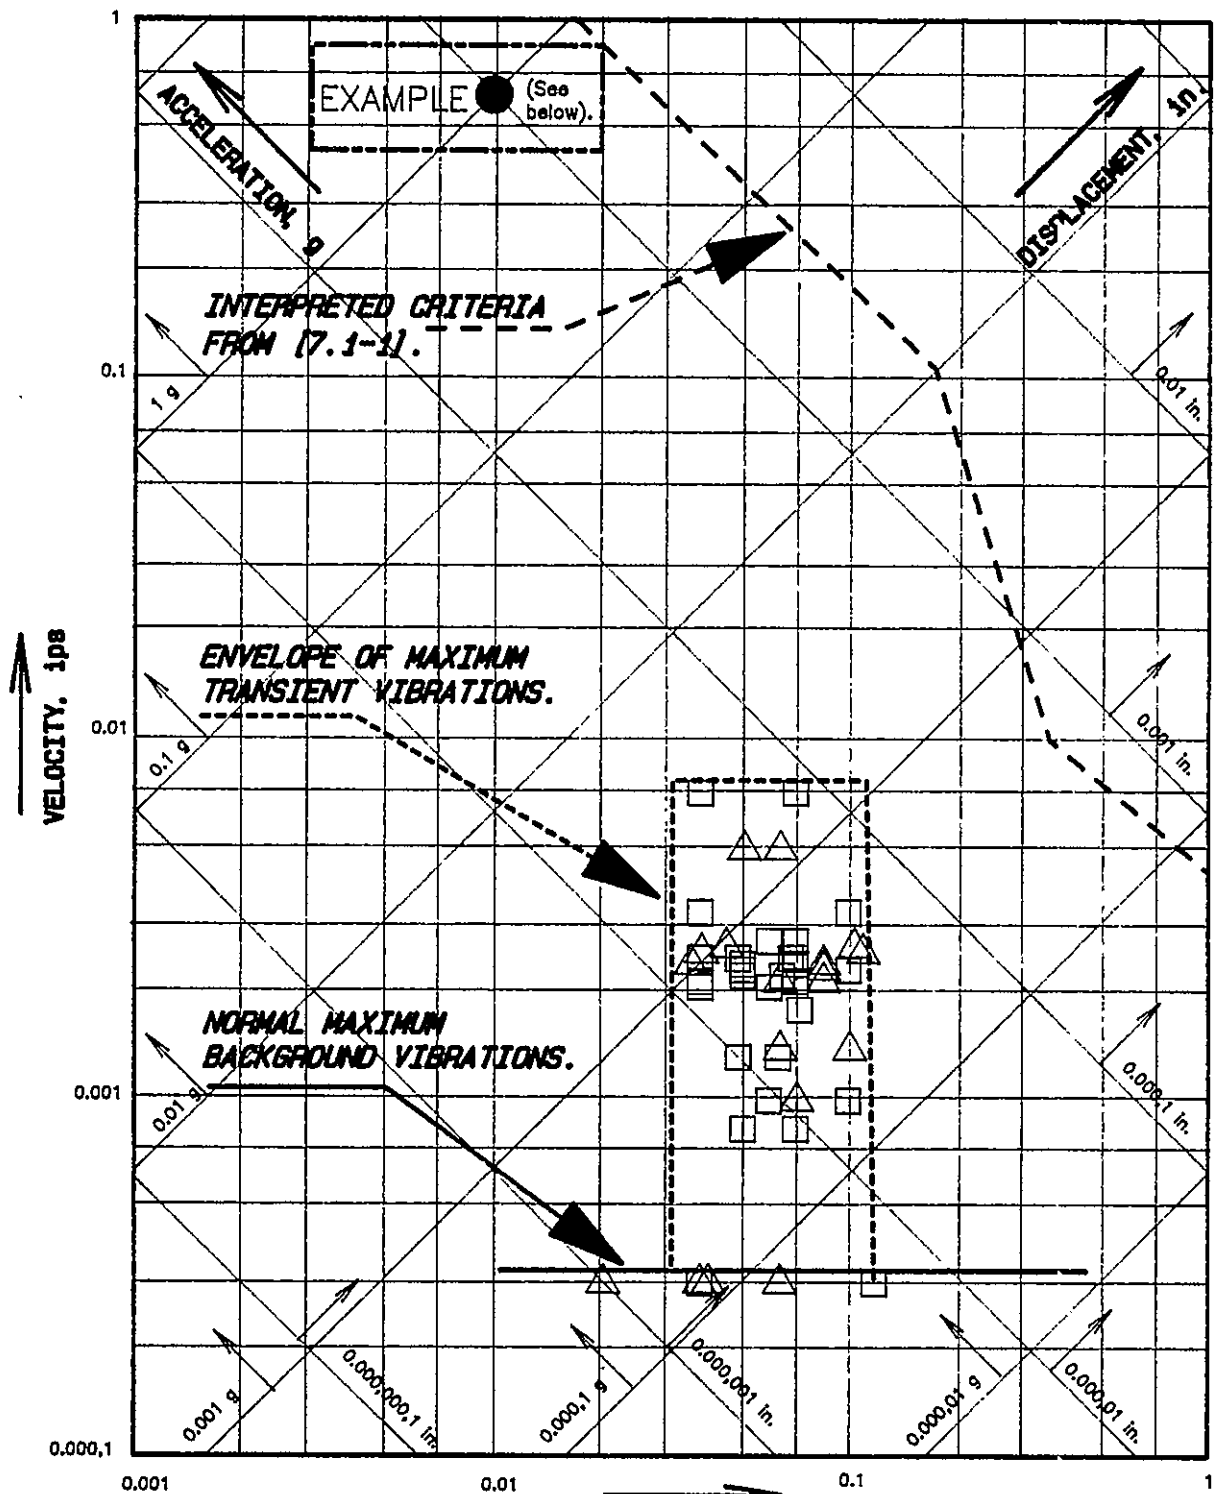 1
EXAMPLE
(See
below).
ACCELERATION, g
DISPLACEMENT, in.
INTERPRETED CRITERIA
FROM [7.1-1].
0.1
1 g
0.01 in.
ENVELOPE OF MAXIMUM
TRANSIENT VIBRATIONS.
VELOCITY, ips
0.01
0.1 g
0.001 in.
NORMAL MAXIMUM
BACKGROUND VIBRATIONS.
0.001
0.01 g
0.000,1 in.
0.001 g
0.000,000,1 in.
0.000,1 g
0.000,001 in.
0.000,01 g
0.000,01 in.
0.000,1
0.001
0.01
0.1
1